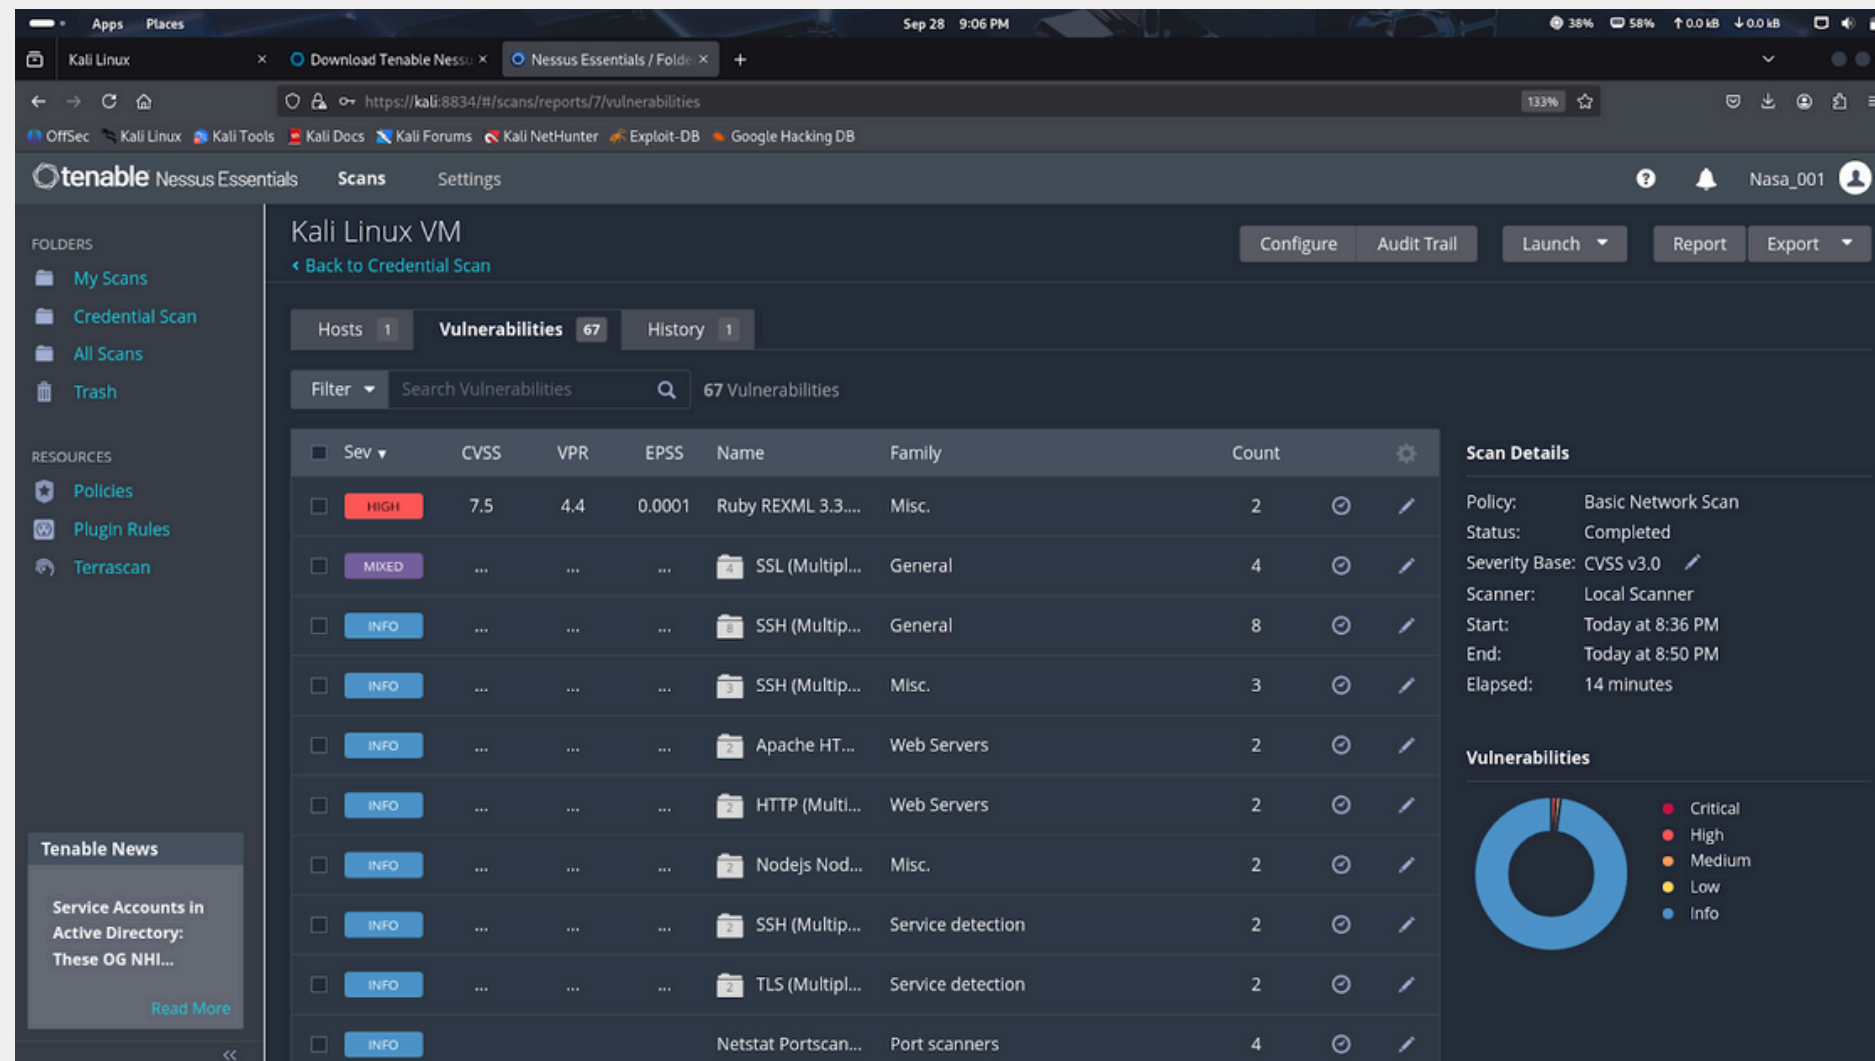 Apps Places Sep 28 9:06 PM 38% 58% 0.0 kB 0.0 kB
Kali Linux × Download Tenable Nessu × Nessus Essentials / Folde × +
https://kali:8834/#/scans/reports/7/vulnerabilities 133%
OffSec Kali Linux Kali Tools Kali Docs Kali Forums Kali NetHunter Exploit-DB Google Hacking DB
tenable Nessus Essentials Scans Settings Nasa_001
FOLDERS
My Scans
Credential Scan
All Scans
Trash
RESOURCES
Policies
Plugin Rules
Terrascan
Tenable News
Service Accounts in
Active Directory:
These OG NHI...
Read More
Kali Linux VM
Back to Credential Scan
Configure Audit Trail Launch Report Export
Hosts 1 Vulnerabilities 67 History 1
Filter Search Vulnerabilities 67 Vulnerabilities
Sev CVSS VPR EPSS Name Family Count
HIGH 7.5 4.4 0.0001 Ruby REXML 3.3.... Misc. 2
MIXED ... ... ... 4 SSL (Multipl... General 4
INFO ... ... ... 8 SSH (Multip... General 8
INFO ... ... ... 3 SSH (Multip... Misc. 3
INFO ... ... ... 2 Apache HT... Web Servers 2
INFO ... ... ... 2 HTTP (Multi... Web Servers 2
INFO ... ... ... 2 Nodejs Nod... Misc. 2
INFO ... ... ... 2 SSH (Multip... Service detection 2
INFO ... ... ... 2 TLS (Multipl... Service detection 2
INFO Netstat Portscan... Port scanners 4
Scan Details
Policy: Basic Network Scan
Status: Completed
Severity Base: CVSS v3.0
Scanner: Local Scanner
Start: Today at 8:36 PM
End: Today at 8:50 PM
Elapsed: 14 minutes
Vulnerabilities
Critical
High
Medium
Low
Info